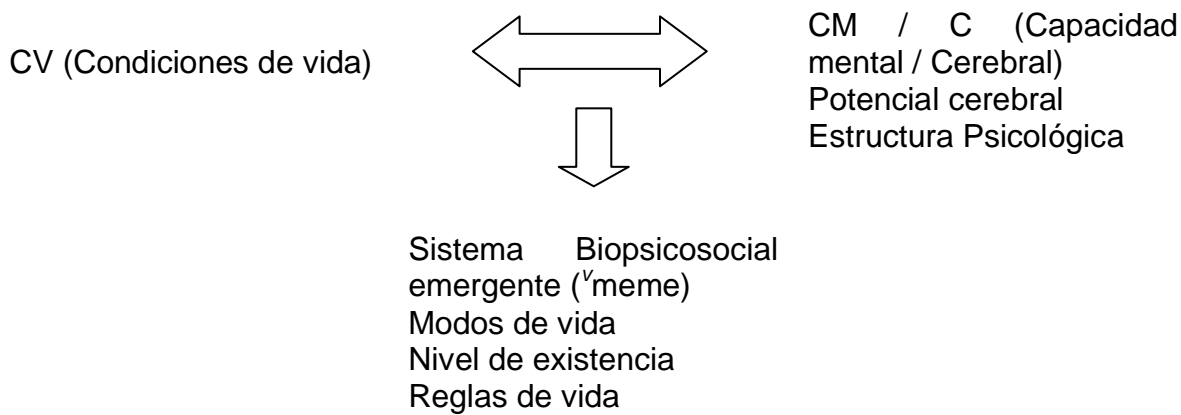 CV (Condiciones de vida)
CM / C (Capacidad
mental / Cerebral)
Potencial cerebral
Estructura Psicológica
Sistema Biopsicosocial
emergente (ᵛmeme)
Modos de vida
Nivel de existencia
Reglas de vida